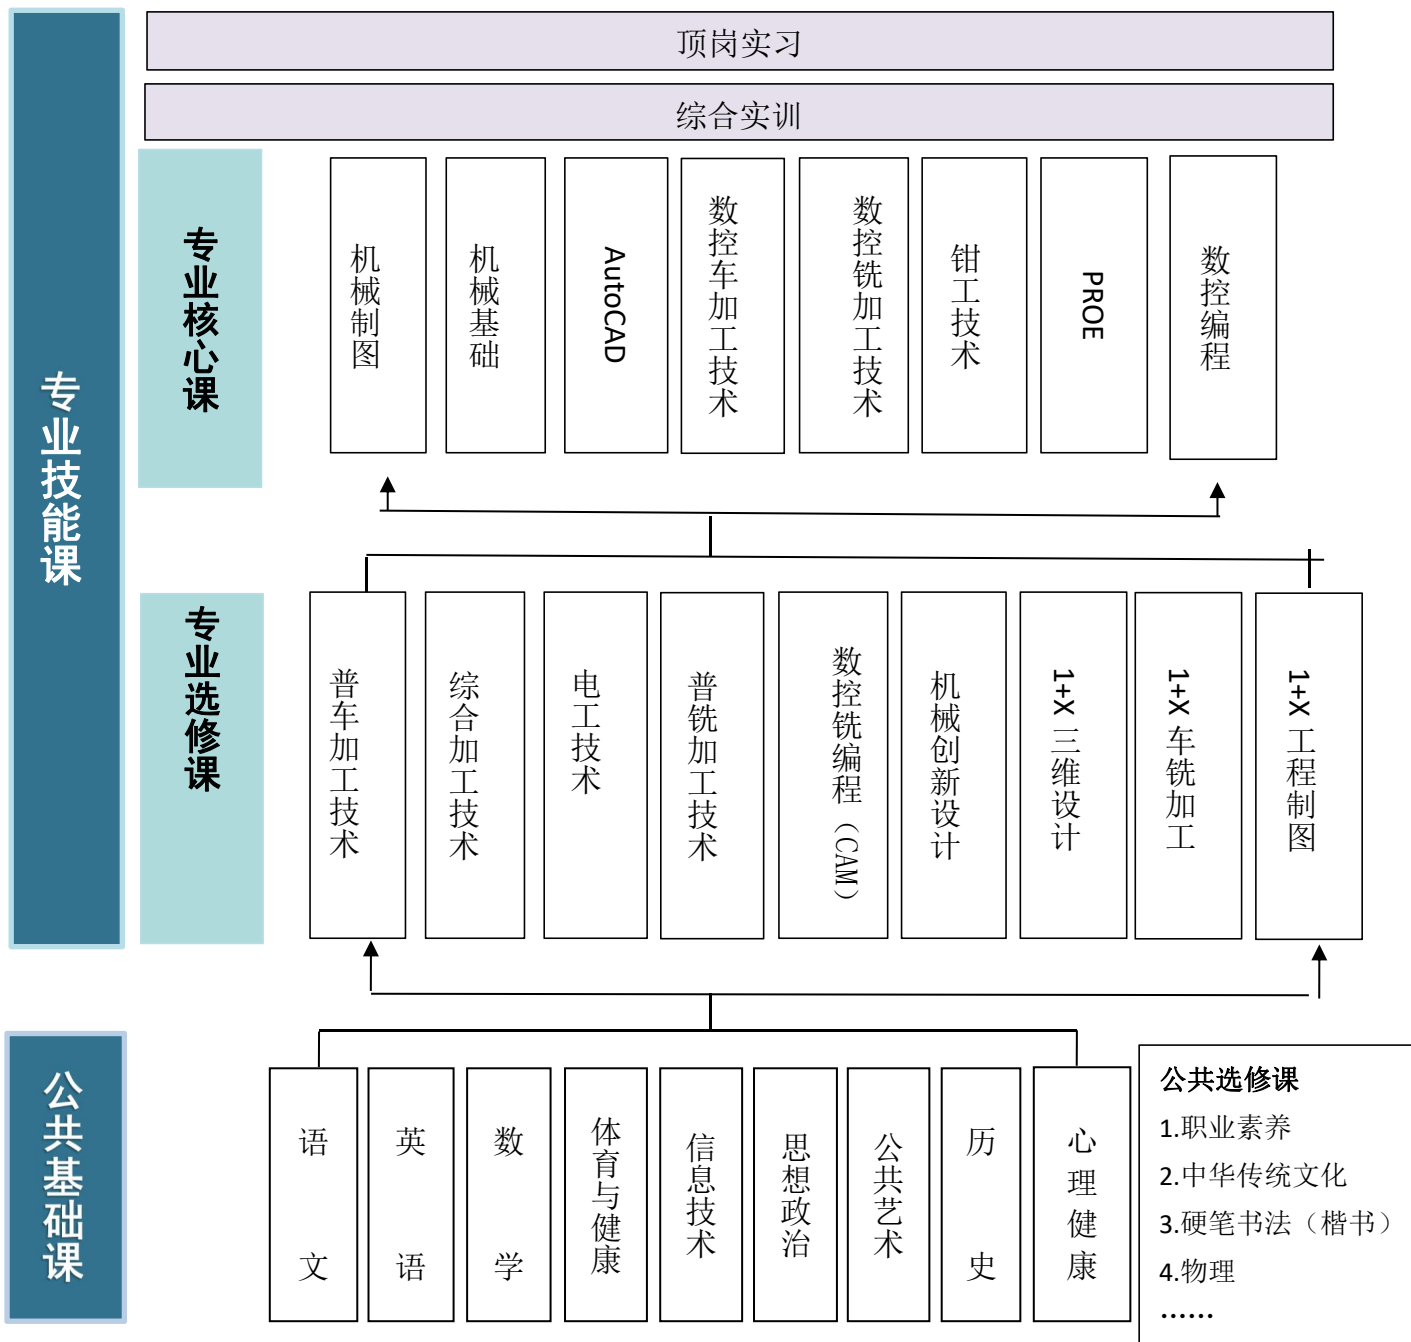 顶岗实习
综合实训
专业技能课
专业核心课
机械制图
机械基础
AutoCAD
数控车加工技术
数控铣加工技术
钳工技术
PROE
数控编程
专业选修课
普车加工技术
综合加工技术
电工技术
普铣加工技术
数控铣编程（CAM）
机械创新设计
1+X 三维设计
1+X 车铣加工
1+X 工程制图
公共基础课
语文
英语
数学
体育与健康
信息技术
思想政治
公共艺术
历史
心理健康
公共选修课
1.职业素养
2.中华传统文化
3.硬笔书法（楷书）
4.物理
……